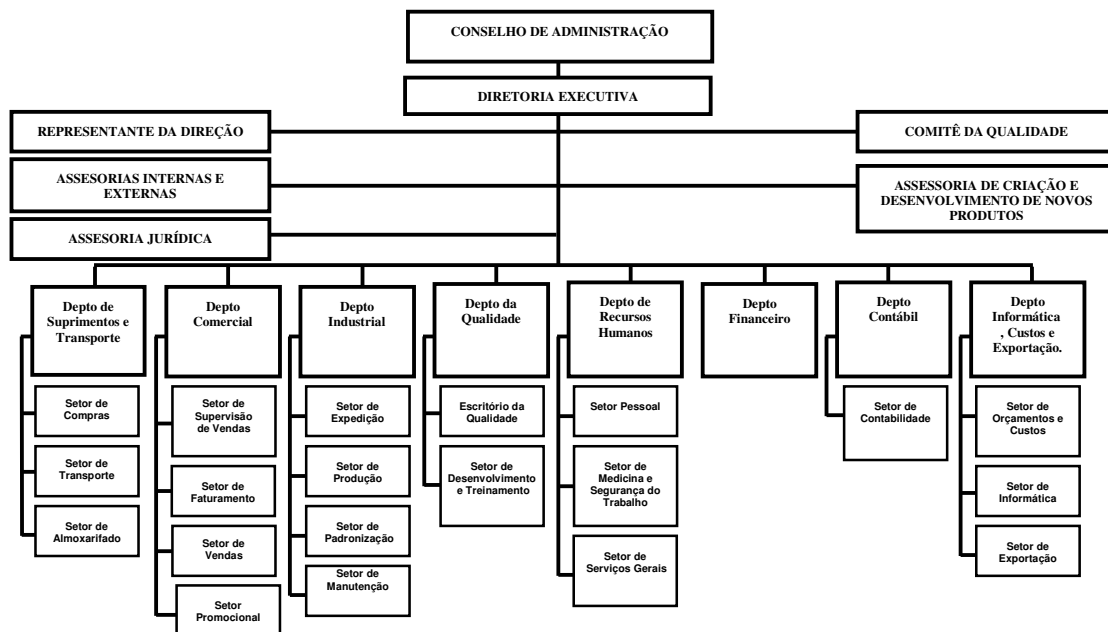 CONSELHO DE ADMINISTRAÇÃO
DIRETORIA EXECUTIVA
REPRESENTANTE DA DIREÇÃO
COMITÊ DA QUALIDADE
ASSESORIAS INTERNAS E
EXTERNAS
ASSESSORIA DE CRIAÇÃO E
DESENVOLVIMENTO DE NOVOS
PRODUTOS
ASSESORIA JURÍDICA
Depto de
Suprimentos e
Transporte
Depto
Comercial
Depto
Industrial
Depto da
Qualidade
Depto de
Recursos
Humanos
Depto
Financeiro
Depto
Contábil
Depto
Informática
, Custos e
Exportação.
Setor de
Compras
Setor de
Transporte
Setor de
Almoxarifado
Setor de
Supervisão
de Vendas
Setor de
Faturamento
Setor de
Vendas
Setor
Promocional
Setor de
Expedição
Setor de
Produção
Setor de
Padronização
Setor de
Manutenção
Escritório da
Qualidade
Setor de
Desenvolvimento
e Treinamento
Setor Pessoal
Setor de
Medicina e
Segurança do
Trabalho
Setor de
Serviços Gerais
Setor de
Contabilidade
Setor de
Orçamentos e
Custos
Setor de
Informática
Setor de
Exportação